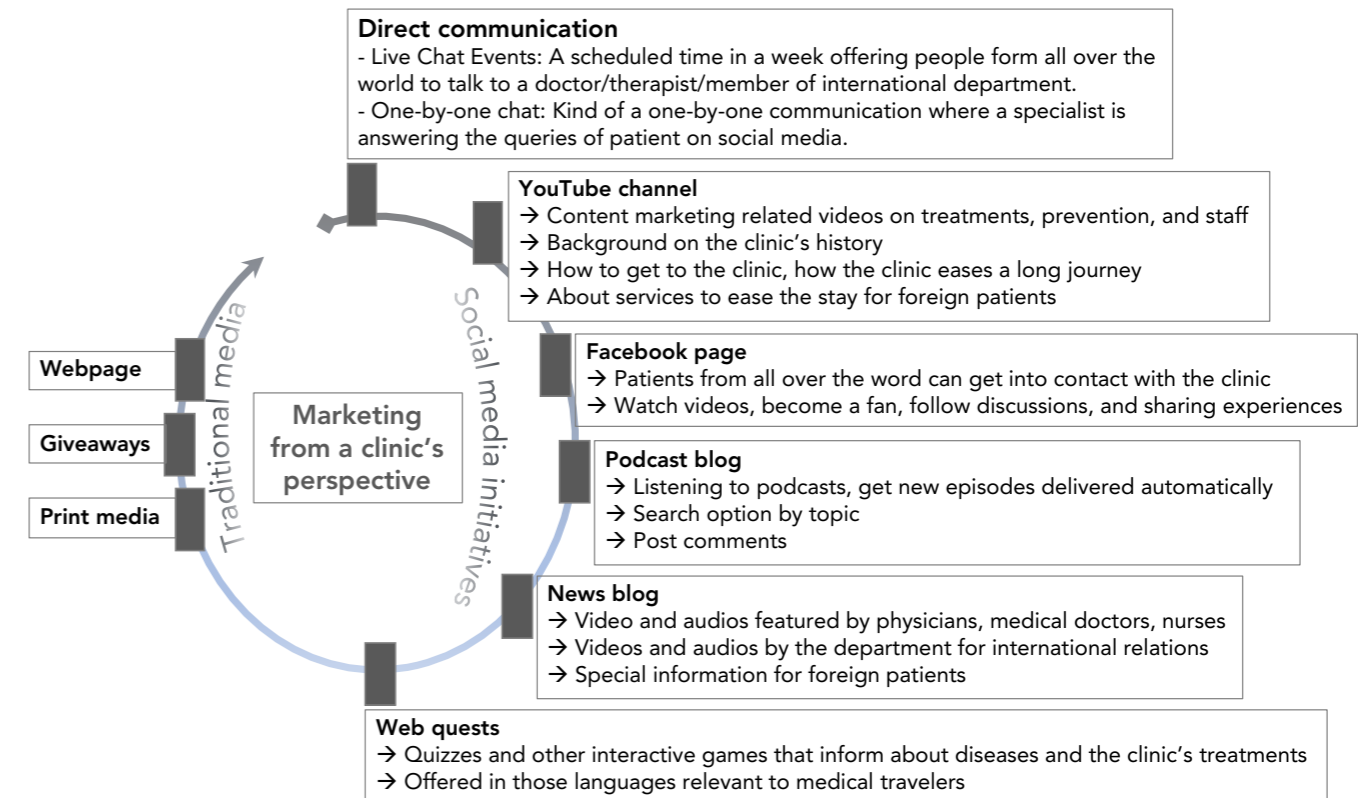 Direct communication
- Live Chat Events: A scheduled time in a week offering people form all over the
world to talk to a doctor/therapist/member of international department.
- One-by-one chat: Kind of a one-by-one communication where a specialist is
answering the queries of patient on social media.
YouTube channel
→ Content marketing related videos on treatments, prevention, and staff
→ Background on the clinic's history
→ How to get to the clinic, how the clinic eases a long journey
→ About services to ease the stay for foreign patients
Facebook page
→ Patients from all over the word can get into contact with the clinic
→ Watch videos, become a fan, follow discussions, and sharing experiences
Podcast blog
→ Listening to podcasts, get new episodes delivered automatically
→ Search option by topic
→ Post comments
News blog
→ Video and audios featured by physicians, medical doctors, nurses
→ Videos and audios by the department for international relations
→ Special information for foreign patients
Web quests
→ Quizzes and other interactive games that inform about diseases and the clinic's treatments
→ Offered in those languages relevant to medical travelers
Social media initiatives
Marketing
from a clinic's
perspective
Traditional media
Webpage
Giveaways
Print media